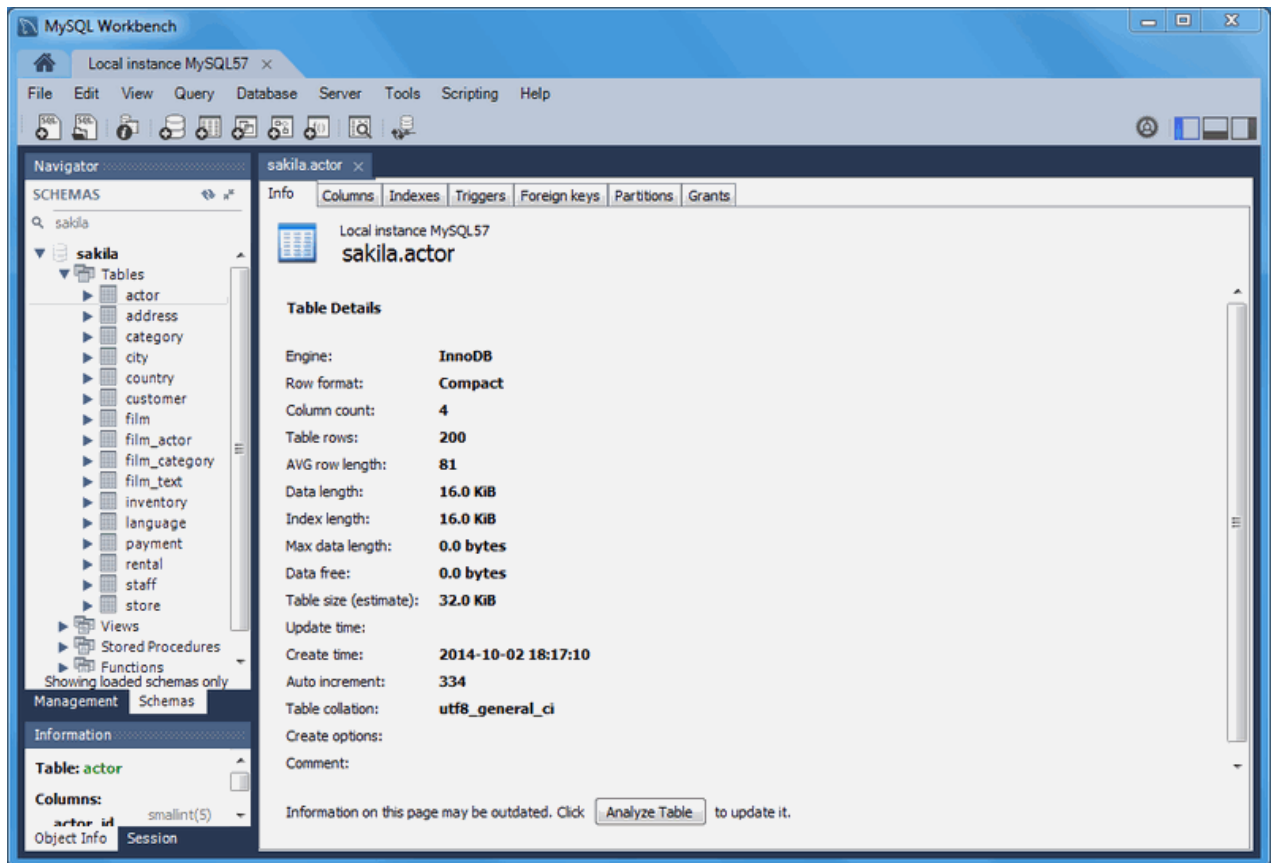 MySQL Workbench
Local instance MySQL57
File Edit View Query Database Server Tools Scripting Help
Navigator
SCHEMAS
sakila
sakila
Tables
actor
address
category
city
country
customer
film
film_actor
film_category
film_text
inventory
language
payment
rental
staff
store
Views
Stored Procedures
Functions
Showing loaded schemas only
Management Schemas
Information
Table: actor
Columns:
actor_id smallint(5)
Object Info Session
sakila.actor
Info Columns Indexes Triggers Foreign keys Partitions Grants
Local instance MySQL57
sakila.actor
Table Details
Engine: InnoDB
Row format: Compact
Column count: 4
Table rows: 200
AVG row length: 81
Data length: 16.0 KiB
Index length: 16.0 KiB
Max data length: 0.0 bytes
Data free: 0.0 bytes
Table size (estimate): 32.0 KiB
Update time:
Create time: 2014-10-02 18:17:10
Auto increment: 334
Table collation: utf8_general_ci
Create options:
Comment:
Information on this page may be outdated. Click Analyze Table to update it.